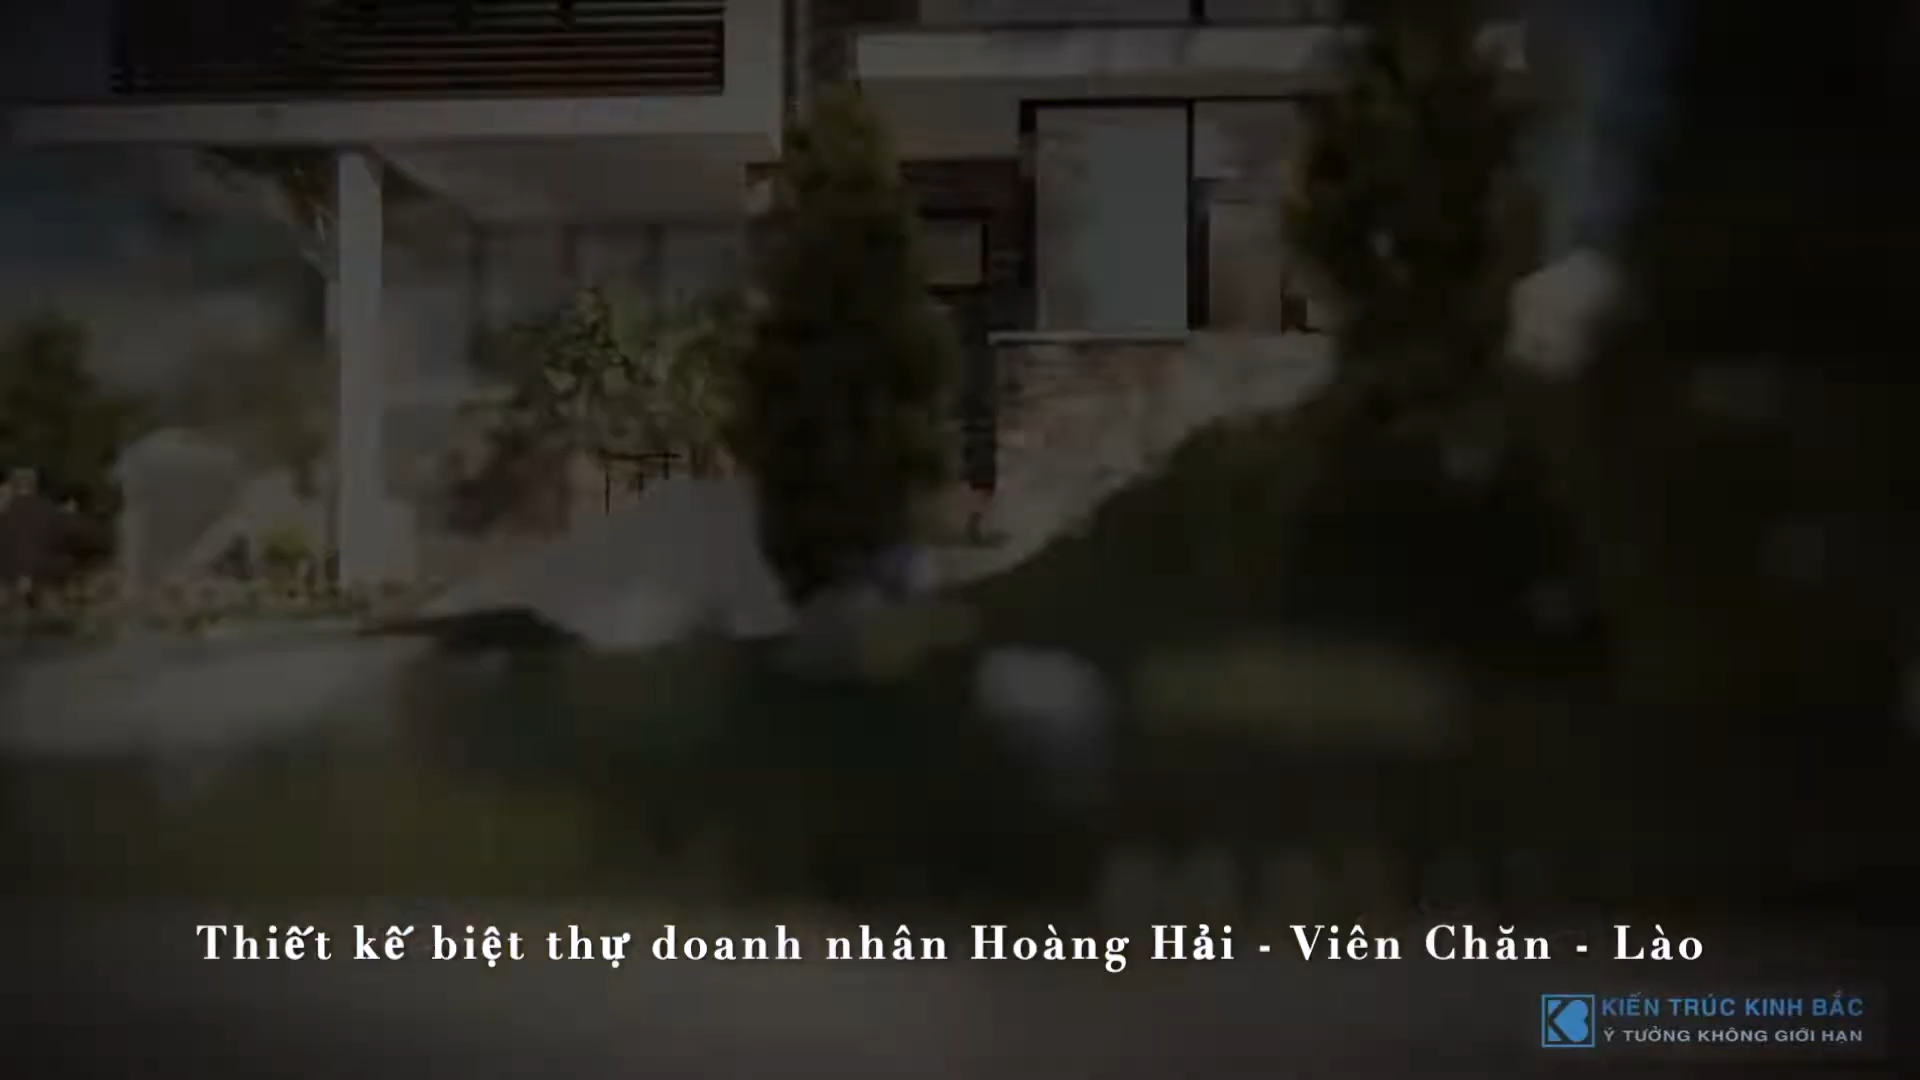 Thiết kế biệt thự doanh nhân Hoàng Hải - Viên Chăn - Lào
KIẾN TRÚC KINH BẮC
Ý TƯỞNG KHÔNG GIỚI HẠN